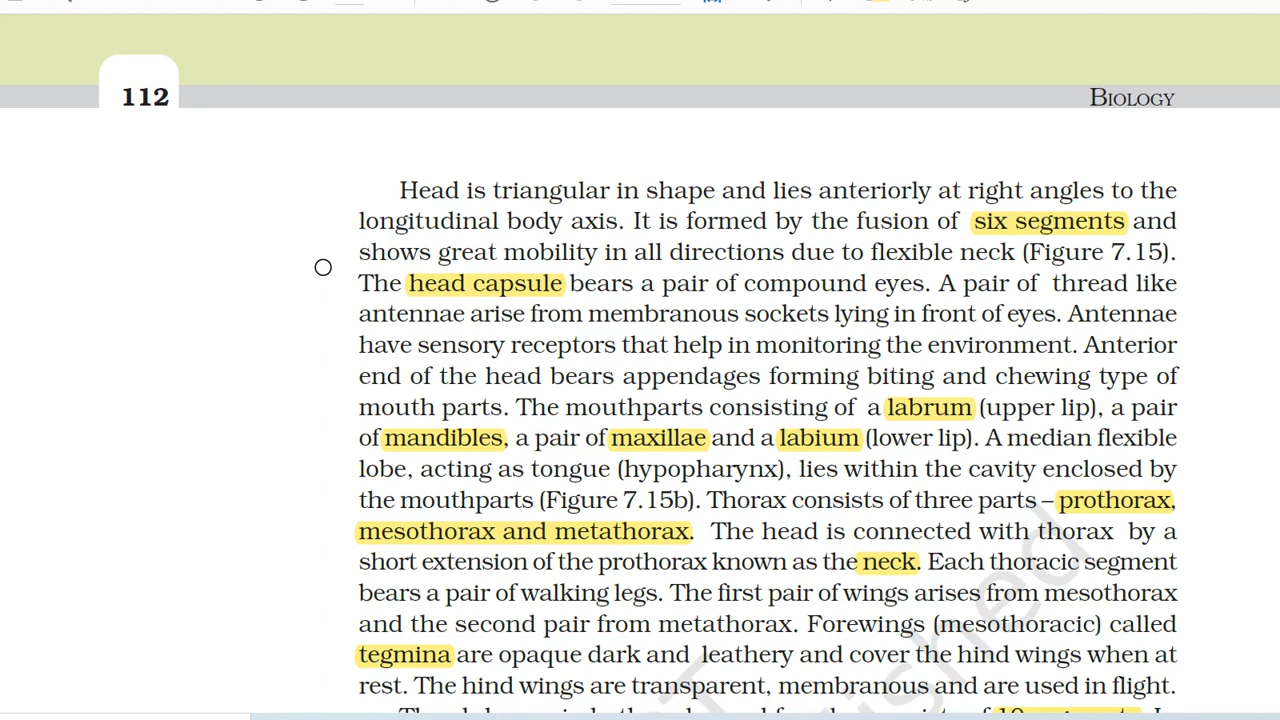 112
BIOLOGY
Head is triangular in shape and lies anteriorly at right angles to the
longitudinal body axis. It is formed by the fusion of six segments and
shows great mobility in all directions due to flexible neck (Figure 7.15).
The head capsule bears a pair of compound eyes. A pair of thread like
antennae arise from membranous sockets lying in front of eyes. Antennae
have sensory receptors that help in monitoring the environment. Anterior
end of the head bears appendages forming biting and chewing type of
mouth parts. The mouthparts consisting of a labrum (upper lip), a pair
of mandibles, a pair of maxillae and a labium (lower lip). A median flexible
lobe, acting as tongue (hypopharynx), lies within the cavity enclosed by
the mouthparts (Figure 7.15b). Thorax consists of three parts – prothorax,
mesothorax and metathorax. The head is connected with thorax by a
short extension of the prothorax known as the neck. Each thoracic segment
bears a pair of walking legs. The first pair of wings arises from mesothorax
and the second pair from metathorax. Forewings (mesothoracic) called
tegmina are opaque dark and leathery and cover the hind wings when at
rest. The hind wings are transparent, membranous and are used in flight.